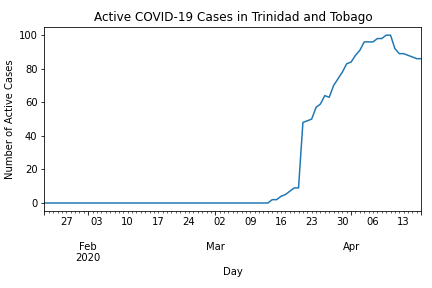 Active COVID-19 Cases in Trinidad and Tobago
Number of Active Cases
100
80
60
40
20
0
27 03 10 17 24 02 09 16 23 30 06 13
Feb Mar Apr
2020
Day